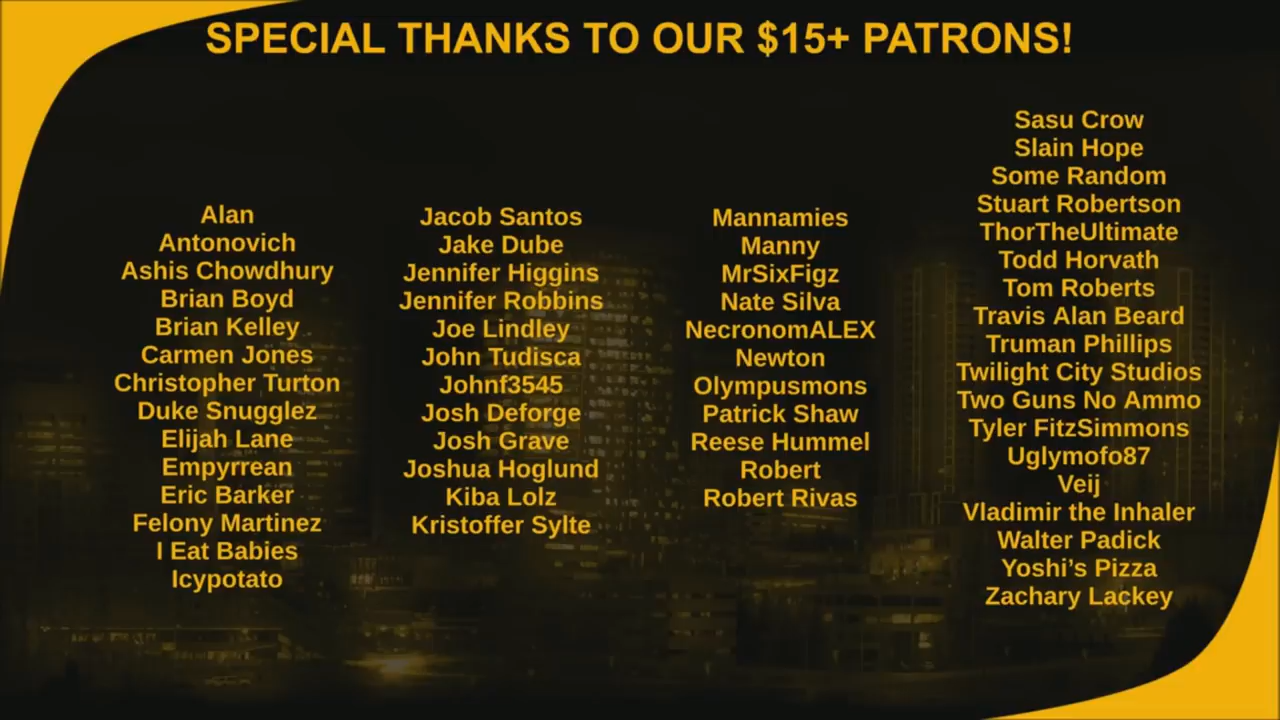 SPECIAL THANKS TO OUR $15+ PATRONS!
Alan
Antonovich
Ashis Chowdhury
Brian Boyd
Brian Kelley
Carmen Jones
Christopher Turton
Duke Snugglez
Elijah Lane
Empyrrean
Eric Barker
Felony Martinez
I Eat Babies
Icypotato
Jacob Santos
Jake Dube
Jennifer Higgins
Jennifer Robbins
Joe Lindley
John Tudisca
Johnf3545
Josh Deforge
Josh Grave
Joshua Hoglund
Kiba Lolz
Kristoffer Sylte
Mannamies
Manny
MrSixFigz
Nate Silva
NecronomALEX
Newton
Olympusmons
Patrick Shaw
Reese Hummel
Robert
Robert Rivas
Sasu Crow
Slain Hope
Some Random
Stuart Robertson
ThorTheUltimate
Todd Horvath
Tom Roberts
Travis Alan Beard
Truman Phillips
Twilight City Studios
Two Guns No Ammo
Tyler FitzSimmons
Uglymofo87
Veij
Vladimir the Inhaler
Walter Padick
Yoshi’s Pizza
Zachary Lackey